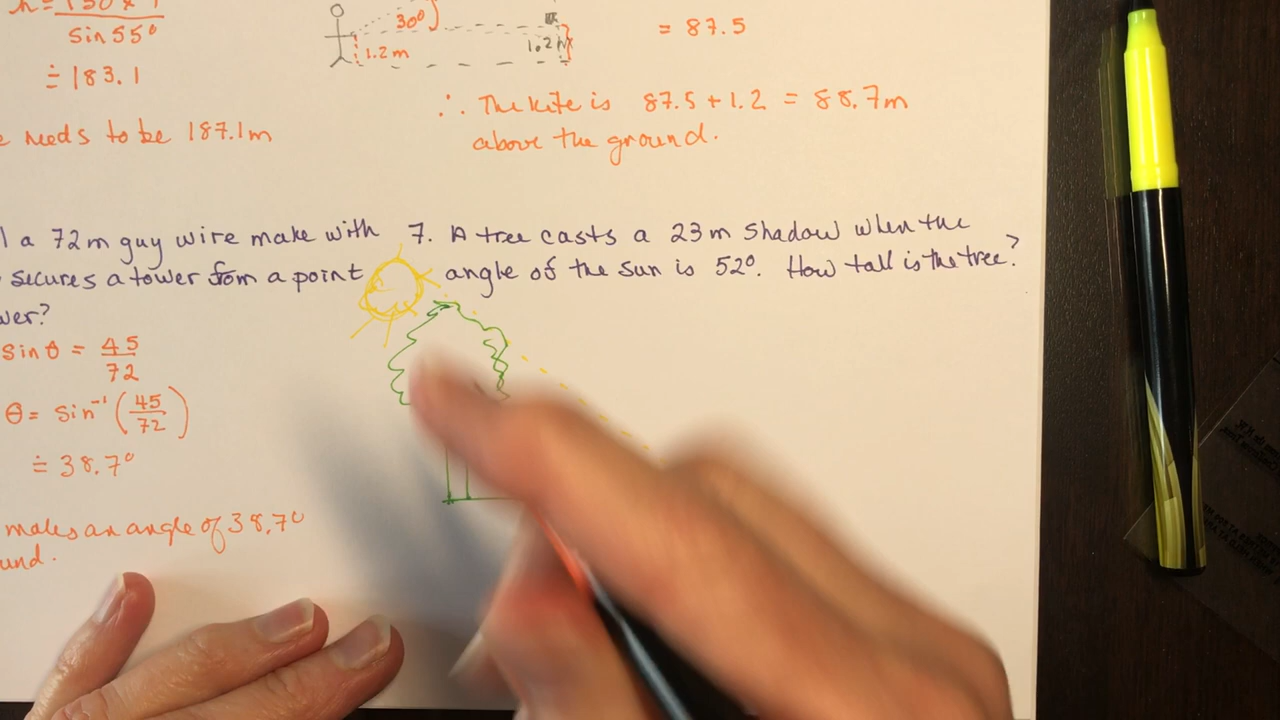 sin 55°
≐ 183.1
needs to be 187.1m
30°
1.2 m
1.2
= 87.5
∴ The kite is 87.5 + 1.2 = 88.7m
above the ground.
a 72m guy wire make with
secures a tower from a point
wer?
sin θ = 45
72
θ = sin⁻¹ (45
72)
≐ 38.7°
makes an angle of 38.7°
und.
7. A tree casts a 23m shadow when the
angle of the sun is 52°. How tall is the tree?